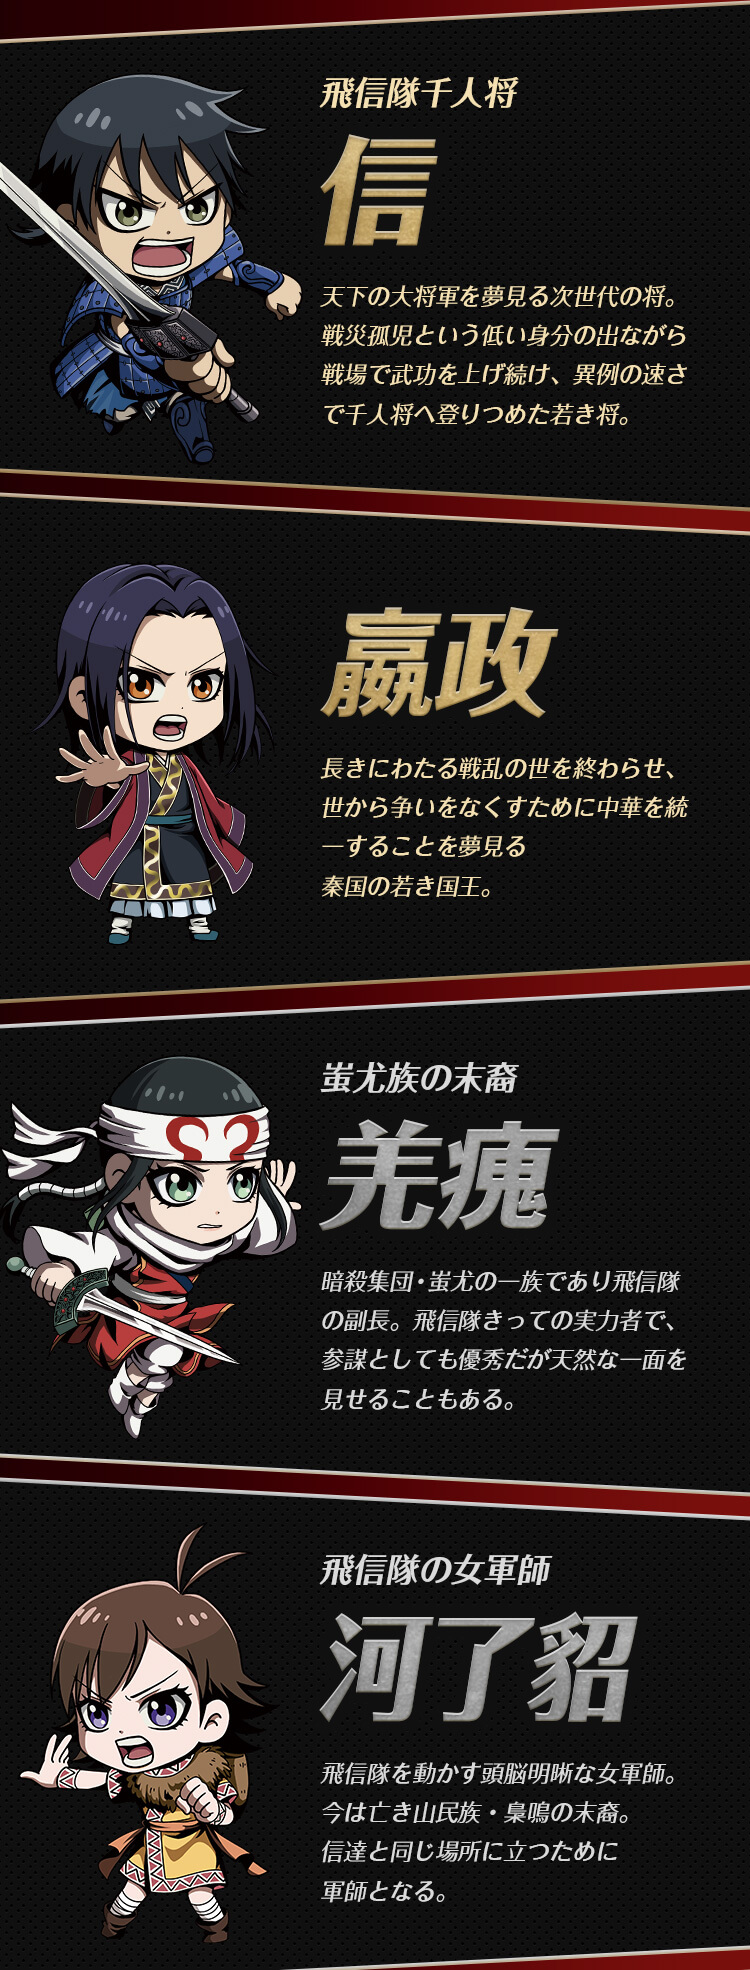 飛信隊千人将
信
天下の大将軍を夢見る次世代の将。
戦災孤児という低い身分の出ながら
戦場で武功を上げ続け、異例の速さ
で千人将へ登りつめた若き将。
嬴政
長きにわたる戦乱の世を終わらせ、
世から争いをなくすために中華を統
一することを夢見る
秦国の若き国王。
蚩尤族の末裔
羌瘣
暗殺集団・蚩尤の一族であり飛信隊
の副長。飛信隊きっての実力者で、
参謀としても優秀だが天然な一面を
見せることもある。
飛信隊の女軍師
河了貂
飛信隊を動かす頭脳明晰な女軍師。
今は亡き山民族・梟鳴の末裔。
信達と同じ場所に立つために
軍師となる。